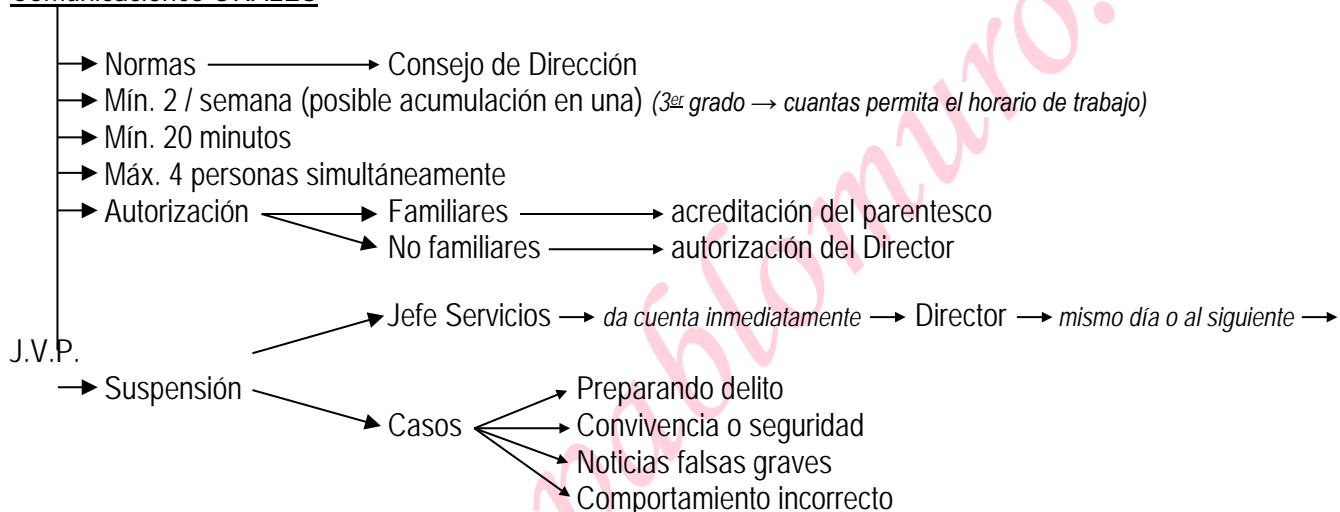 Comunicaciones ORALES
Normas → Consejo de Dirección
Mín. 2 / semana (posible acumulación en una) (3er grado → cuantas permita el horario de trabajo)
Mín. 20 minutos
Máx. 4 personas simultáneamente
Autorización → Familiares → acreditación del parentesco
No familiares → autorización del Director
Jefe Servicios → da cuenta inmediatamente → Director → mismo día o al siguiente →
J.V.P.
Suspensión
Preparando delito
Casos → Convivencia o seguridad
Noticias falsas graves
Comportamiento incorrecto